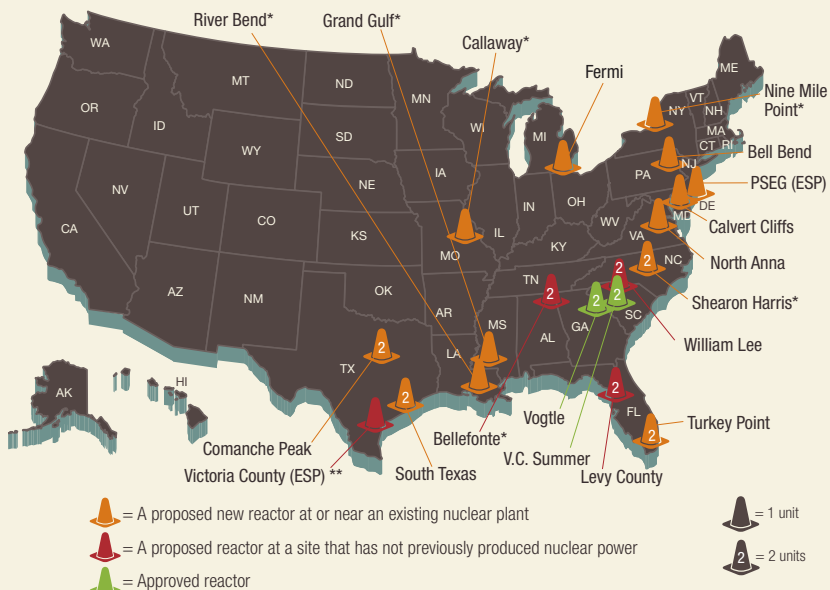 River Bend*
Grand Gulf*
Callaway*
Fermi
Nine Mile
Point*
Bell Bend
PSEG (ESP)
Calvert Cliffs
North Anna
Shearon Harris*
William Lee
Turkey Point
Levy County
V.C. Summer
Vogtle
Bellefonte*
South Texas
Victoria County (ESP) **
Comanche Peak
WA
MT
ND
MN
WI
MI
ME
VT
NH
NY
MA
CT
RI
OR
ID
WY
SD
IA
NE
PA
NJ
NV
UT
CO
KS
MO
IL
IN
OH
WV
VA
MD
DE
CA
AZ
NM
OK
AR
TN
KY
NC
SC
TX
LA
MS
AL
GA
FL
AK
HI
2
2
2
2
2
2
2
2
2
= A proposed new reactor at or near an existing nuclear plant
= A proposed reactor at a site that has not previously produced nuclear power
= Approved reactor
= 1 unit
2 = 2 units